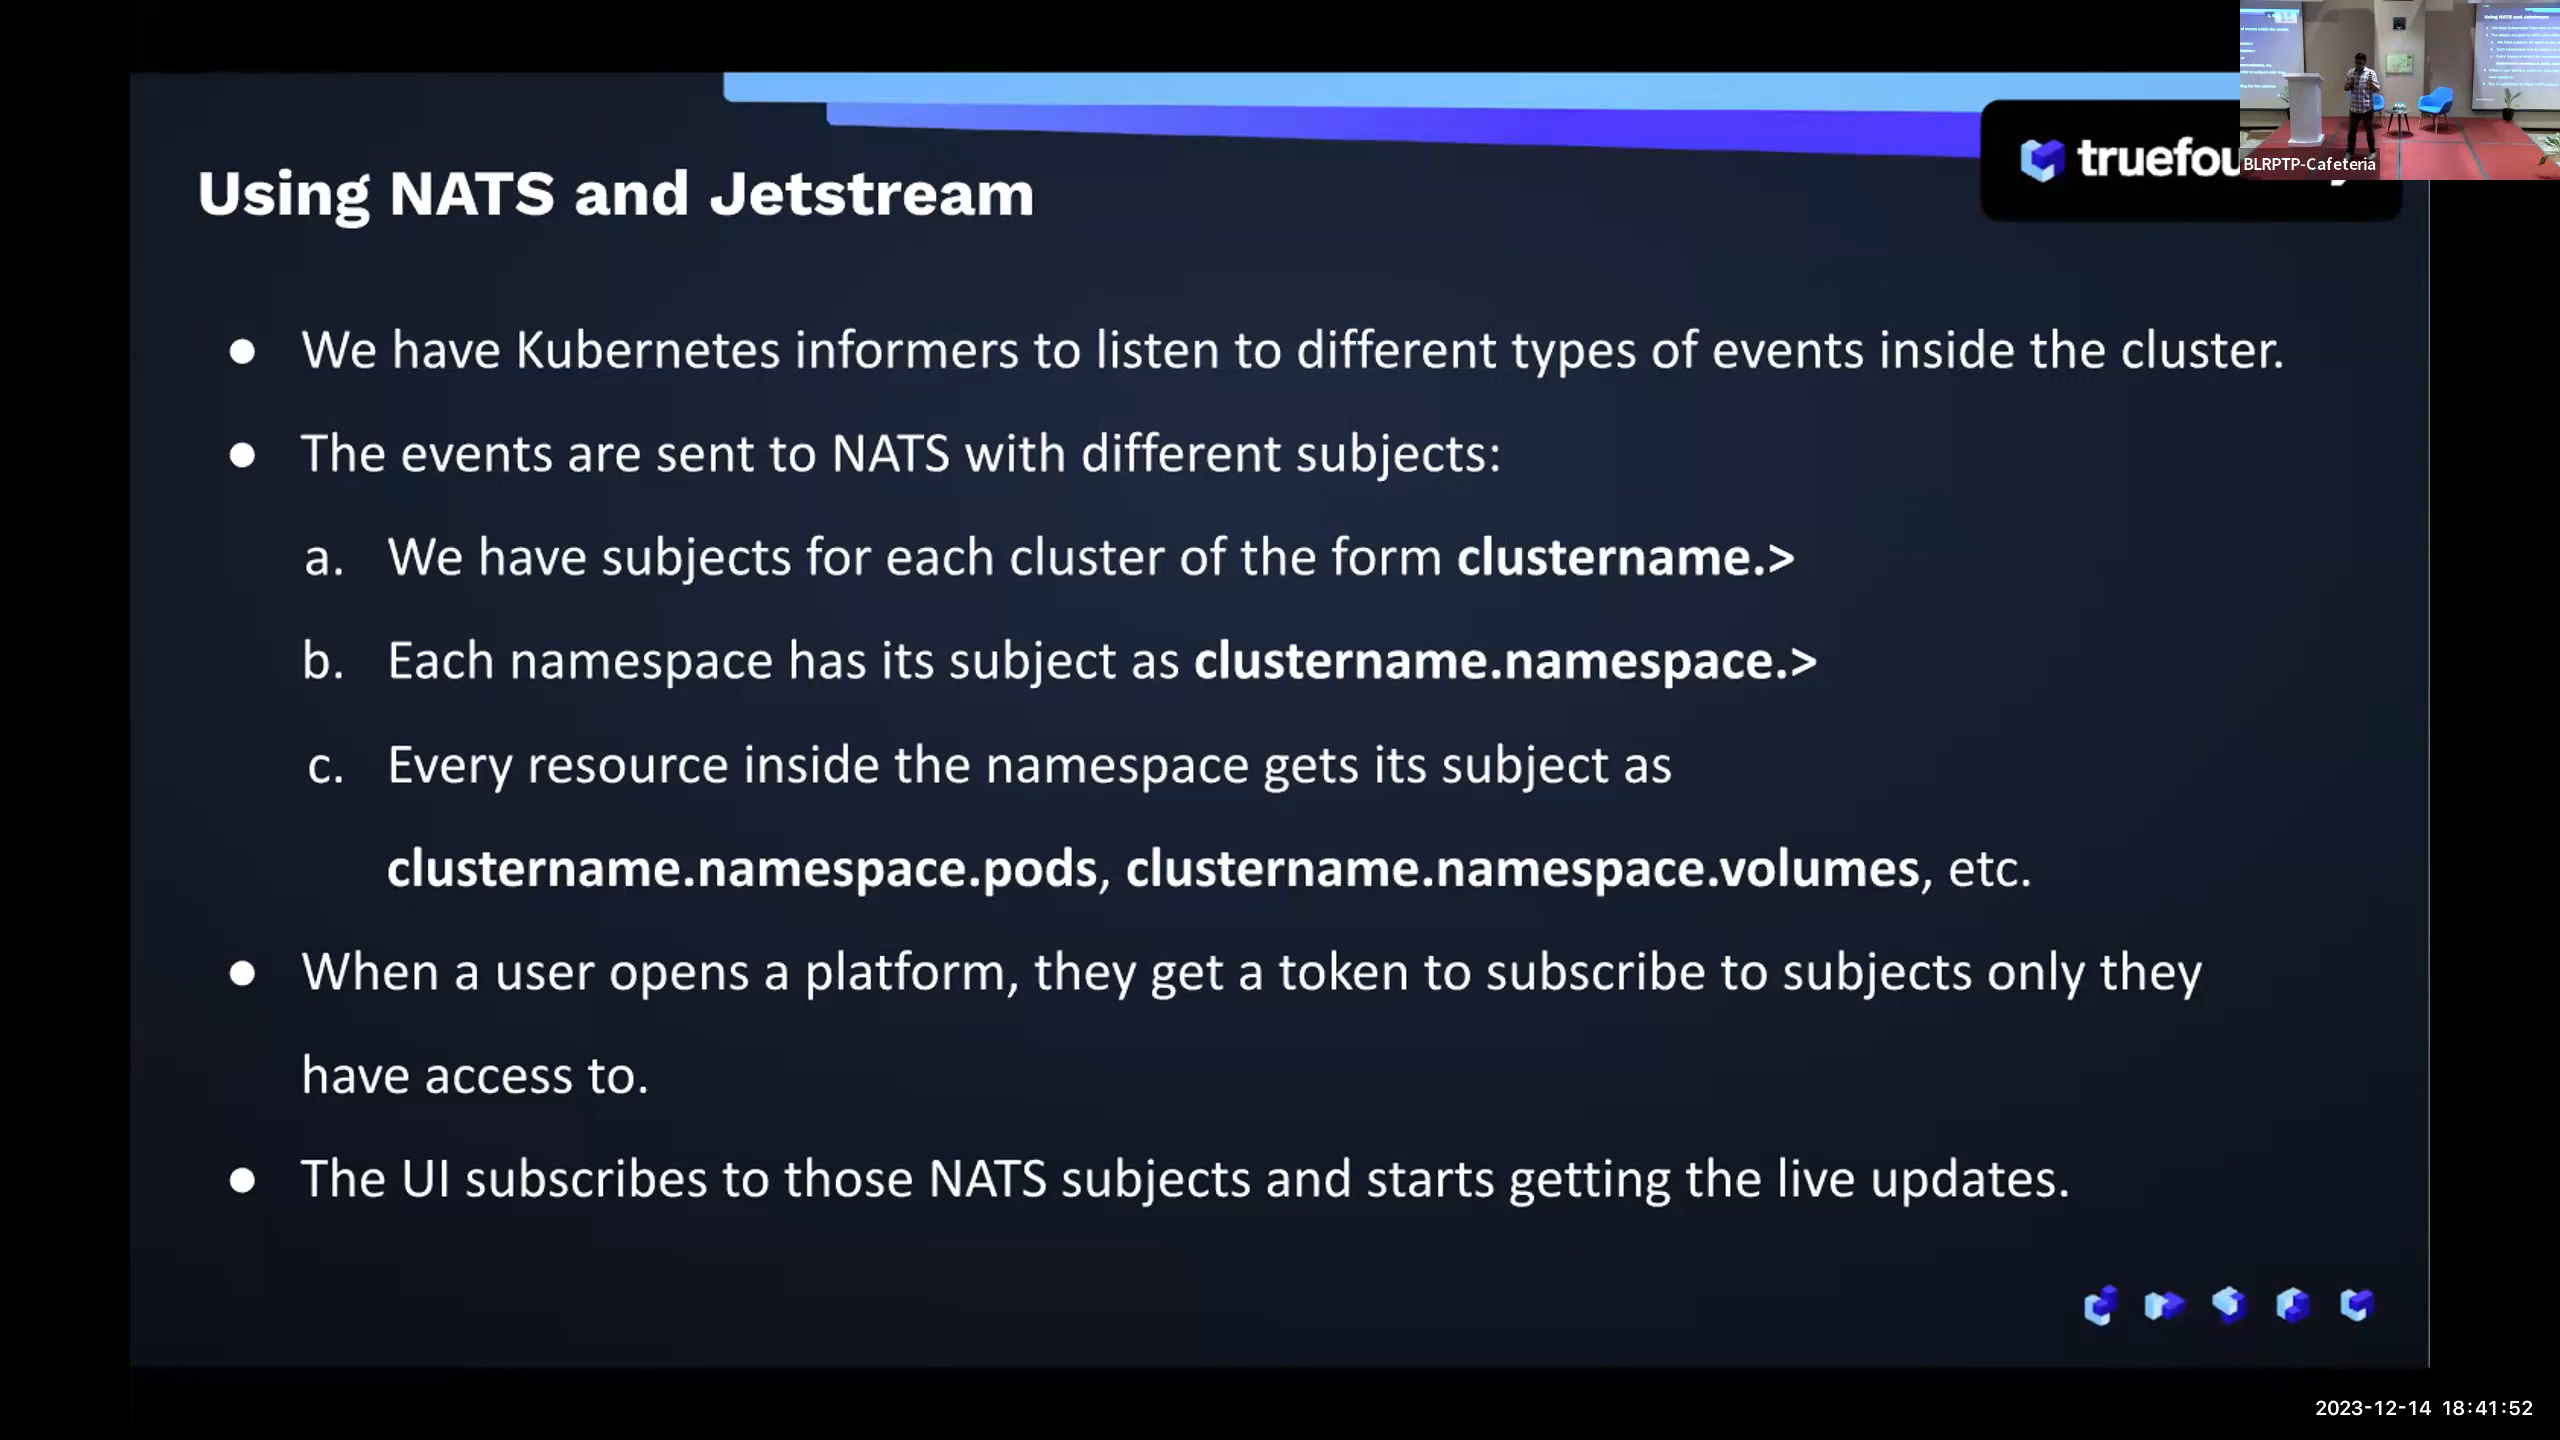 Using NATS and Jetstream
truefou
BLRPTP-Cafeteria
● We have Kubernetes informers to listen to different types of events inside the cluster.
● The events are sent to NATS with different subjects:
a. We have subjects for each cluster of the form clustername.>
b. Each namespace has its subject as clustername.namespace.>
c. Every resource inside the namespace gets its subject as
clustername.namespace.pods, clustername.namespace.volumes, etc.
● When a user opens a platform, they get a token to subscribe to subjects only they
have access to.
● The UI subscribes to those NATS subjects and starts getting the live updates.
2023-12-14 18:41:52